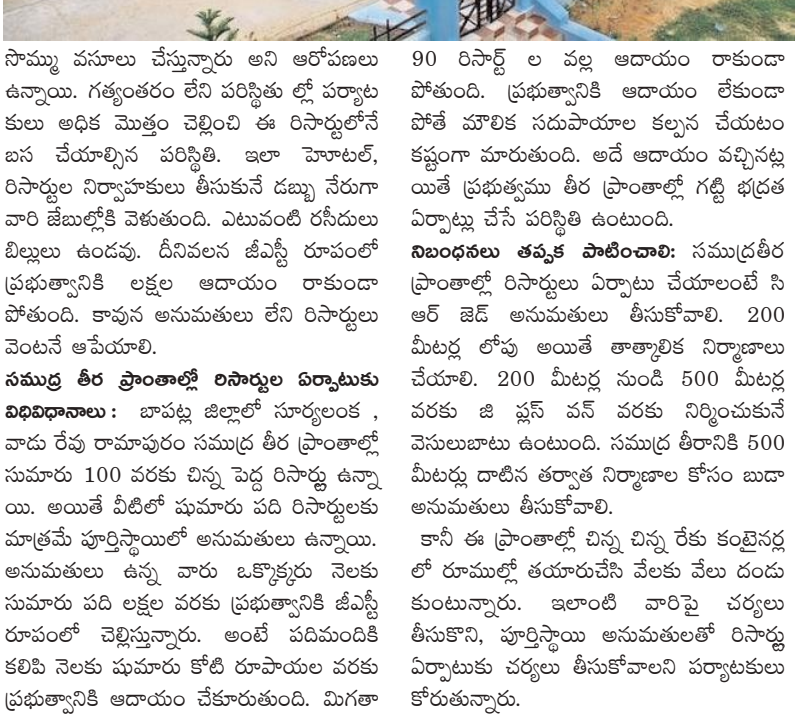 సొమ్ము వసూలు చేస్తున్నారు అని ఆరోపణలు
ఉన్నాయి. గత్యంతరం లేని పరిస్థితు ల్లో పర్యాట
కులు అధిక మొత్తం చెల్లించి ఈ రిసార్టులోనే
బస చేయాల్సిన పరిస్థితి. ఇలా హెూటల్,
రిసార్టుల నిర్వాహకులు తీసుకునే డబ్బు నేరుగా
వారి జేబుల్లోకి వెళుతుంది. ఎటువంటి రసీదులు
బిల్లులు ఉండవు. దీనివలన జీఎస్టీ రూపంలో
ప్రభుత్వానికి లక్షల ఆదాయం రాకుండా
పోతుంది. కావున అనుమతులు లేని రిసార్టులు
వెంటనే ఆపేయాలి.
సముద్ర తీర ప్రాంతాల్లో రిసార్టుల ఏర్పాటుకు
విధివిధానాలు : బాపట్ల జిల్లాలో సూర్యలంక ,
వాడు రేవు రామాపురం సముద్ర తీర ప్రాంతాల్లో
సుమారు 100 వరకు చిన్న పెద్ద రిసార్ట్లు ఉన్నా
యి. అయితే వీటిలో షుమారు పది రిసార్టులకు
మాత్రమే పూర్తిస్థాయిలో అనుమతులు ఉన్నాయి.
అనుమతులు ఉన్న వారు ఒక్కొక్కరు నెలకు
సుమారు పది లక్షల వరకు ప్రభుత్వానికి జీఎస్టీ
రూపంలో చెల్లిస్తున్నారు. అంటే పదిమందికి
కలిపి నెలకు షుమారు కోటి రూపాయల వరకు
ప్రభుత్వానికి ఆదాయం చేకూరుతుంది. మిగతా
90 రిసార్ట్ ల వల్ల ఆదాయం రాకుండా
పోతుంది. ప్రభుత్వానికి ఆదాయం లేకుండా
పోతే మౌలిక సదుపాయాల కల్పన చేయటం
కష్టంగా మారుతుంది. అదే ఆదాయం వచ్చినట్ల
యితే ప్రభుత్వము తీర ప్రాంతాల్లో గట్టి భద్రత
ఏర్పాట్లు చేసే పరిస్థితి ఉంటుంది.
నిబంధనలు తప్పక పాటించాలి: సముద్రతీర
ప్రాంతాల్లో రిసార్టులు ఏర్పాటు చేయాలంటే సి
ఆర్ జెడ్ అనుమతులు తీసుకోవాలి. 200
మీటర్ల లోపు అయితే తాత్కాలిక నిర్మాణాలు
చేయాలి. 200 మీటర్ల నుండి 500 మీటర్ల
వరకు జి ప్లస్ వన్ వరకు నిర్మించుకునే
వెసులుబాటు ఉంటుంది. సముద్ర తీరానికి 500
మీటర్లు దాటిన తర్వాత నిర్మాణాల కోసం బుడా
అనుమతులు తీసుకోవాలి.
కానీ ఈ ప్రాంతాల్లో చిన్న చిన్న రేకు కంటైనర్ల
లో రూముల్లో తయారుచేసి వేలకు వేలు దండు
కుంటున్నారు. ఇలాంటి వారిపై చర్యలు
తీసుకొని, పూర్తిస్థాయి అనుమతులతో రిసార్ట్లు
ఏర్పాటుకు చర్యలు తీసుకోవాలని పర్యాటకులు
కోరుతున్నారు.